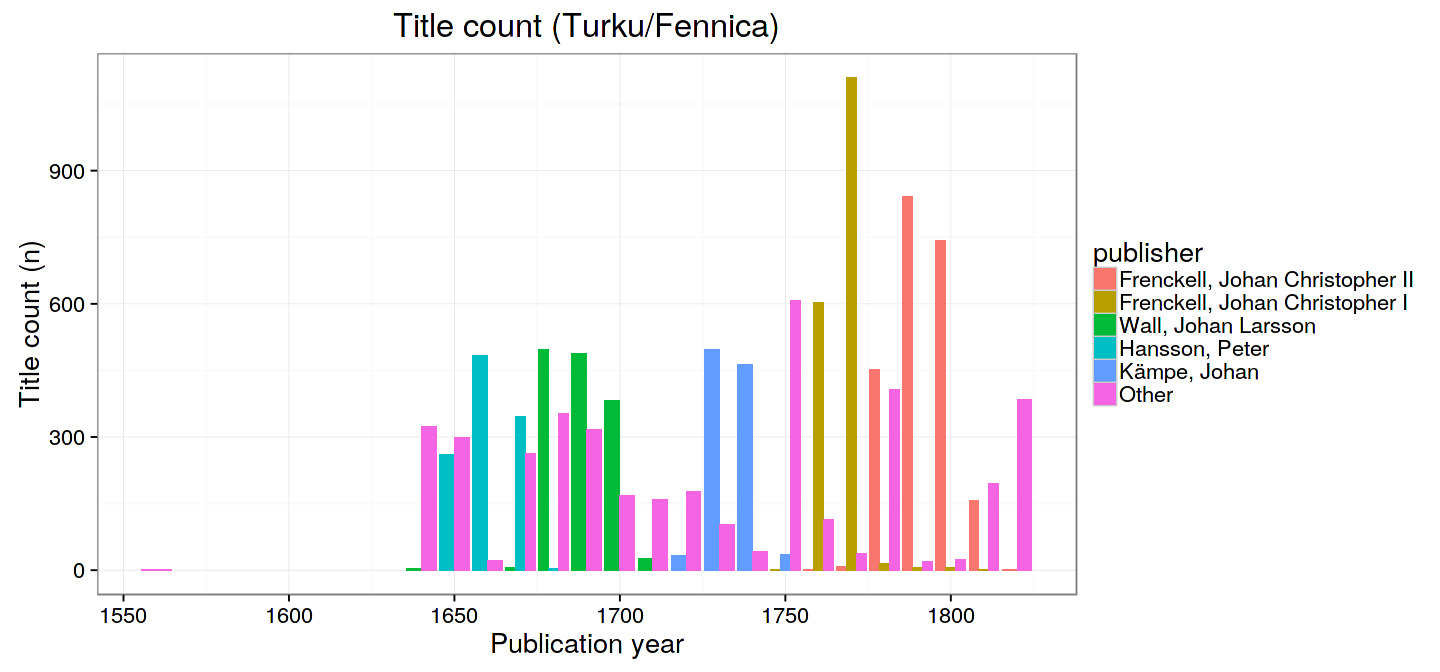 Title count (Turku/Fennica)
Title count (n)
900
600
300
0
1550 1600 1650 1700 1750 1800
Publication year
publisher
Frenckell, Johan Christopher II
Frenckell, Johan Christopher I
Wall, Johan Larsson
Hansson, Peter
Kämpe, Johan
Other